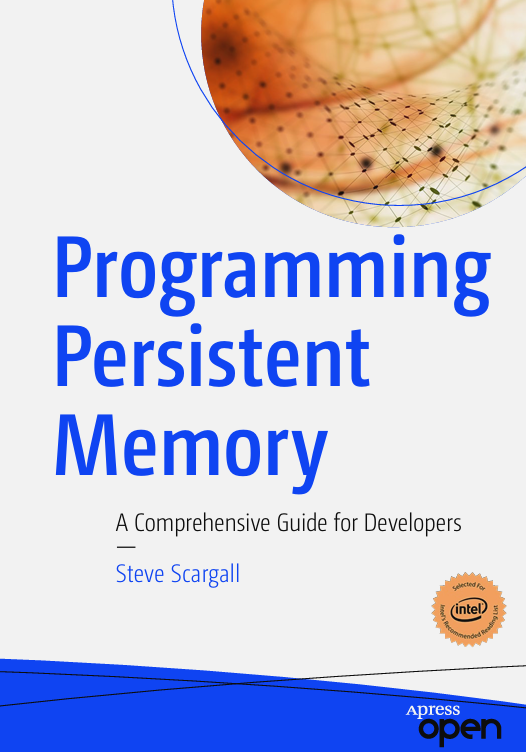 Programming
Persistent
Memory
A Comprehensive Guide for Developers
—
Steve Scargall
Selected For
intel
Intel's Recommended Reading List
Apress
open